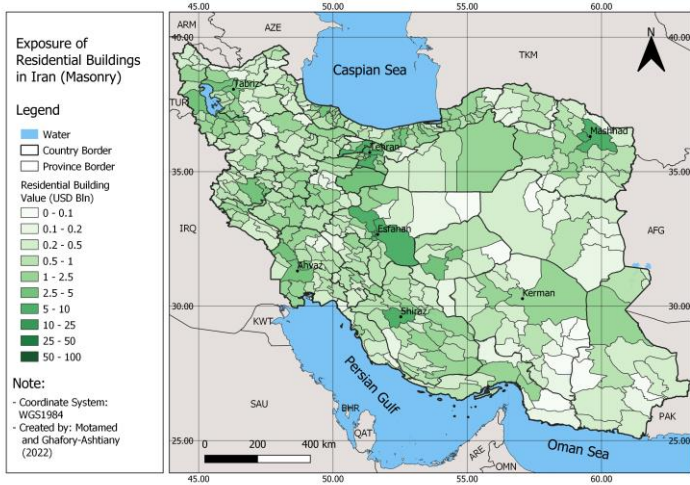 Exposure of
Residential Buildings
in Iran (Masonry)
Legend
Water
Country Border
Province Border
Residential Building
Value (USD Bln)
0 - 0.1
0.1 - 0.2
0.2 - 0.5
0.5 - 1
1 - 2.5
2.5 - 5
5 - 10
10 - 25
25 - 50
50 - 100
Note:
- Coordinate System:
WGS1984
- Created by: Motamed
and Ghafory-Ashtiany
(2022)
45.00 50.00 55.00 60.00
ARM
AZE
TKM
N
40.00 40.00
Caspian Sea
Tabriz
TUR
Mashhad
Tehran
35.00 35.00
IRQ
Esfahan
AFG
Ahvaz
Kerman
30.00 30.00
Shiraz
KWT
Persian Gulf
SAU
BHR
QAT
PAK
25.00 25.00
ARE
Oman Sea
OMN
0 200 400 km
45.00 50.00 55.00 60.00